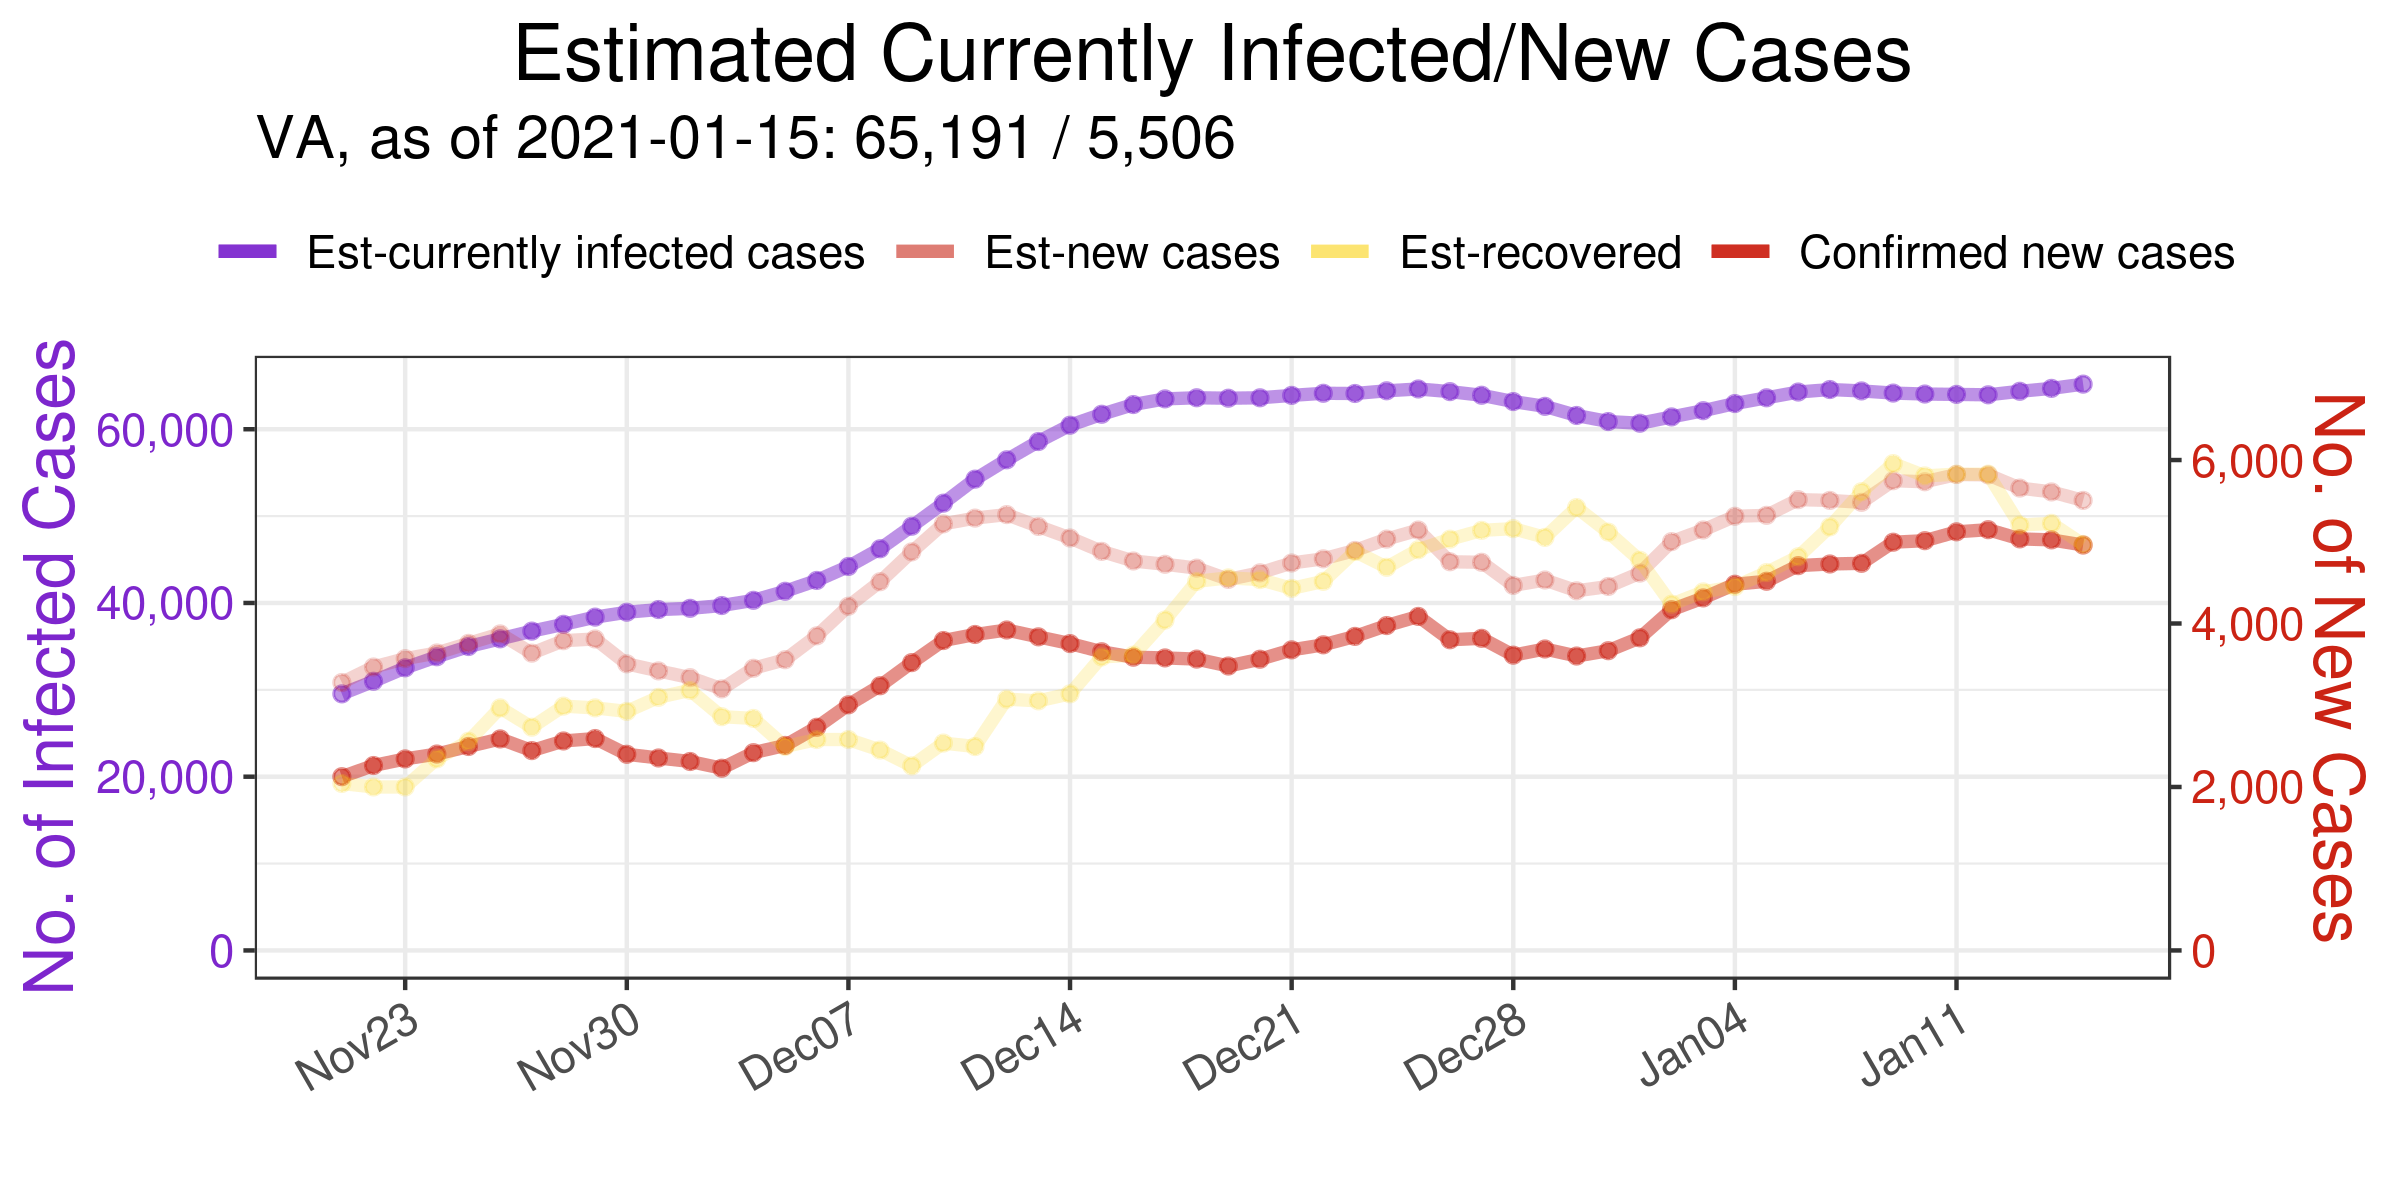 Estimated Currently Infected/New Cases
VA, as of 2021-01-15: 65,191 / 5,506
Est-currently infected cases Est-new cases Est-recovered Confirmed new cases
No. of Infected Cases
60,000
40,000
20,000
0
No. of New Cases
6,000
4,000
2,000
0
Nov23 Nov30 Dec07 Dec14 Dec21 Dec28 Jan04 Jan11